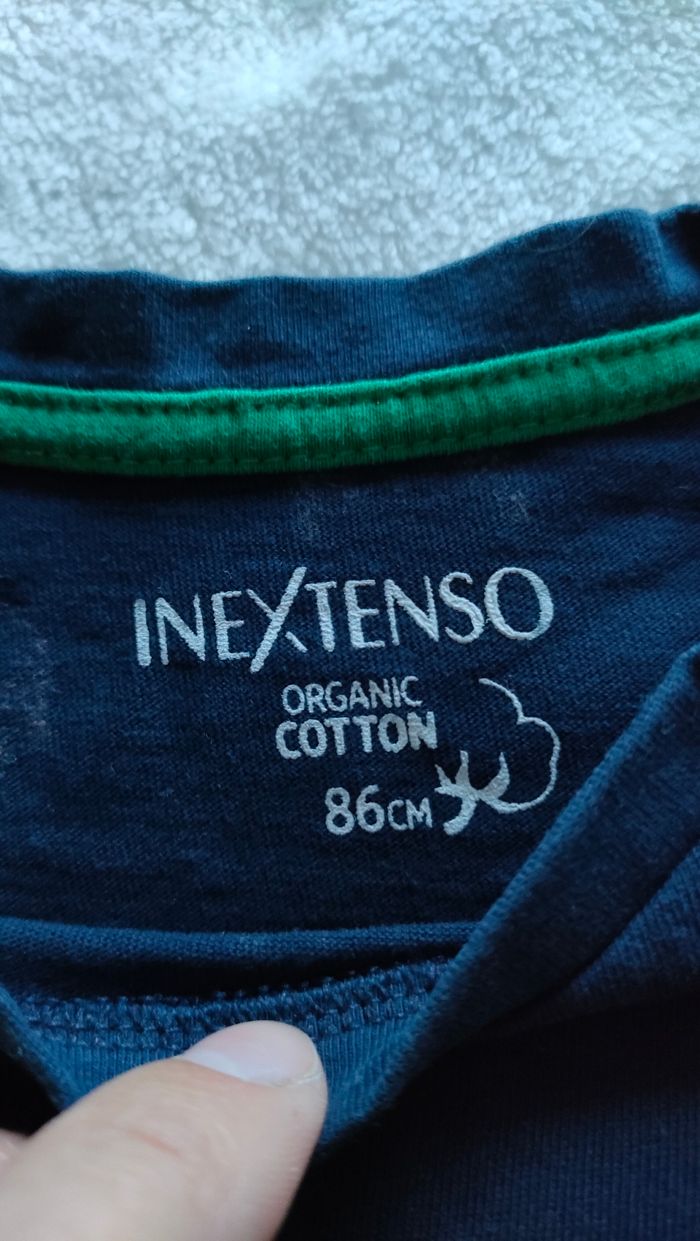 INEXTENSO
ORGANIC
COTTON
86CM